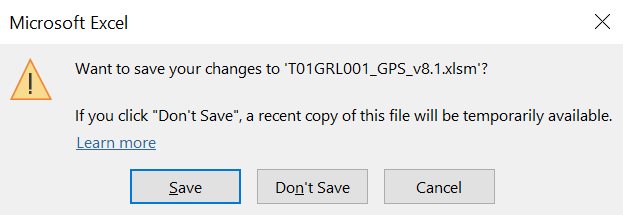 Microsoft Excel
Want to save your changes to 'T01GRL001_GPS_v8.1.xlsm'?
If you click "Don't Save", a recent copy of this file will be temporarily available.
Learn more
Save Don't Save Cancel